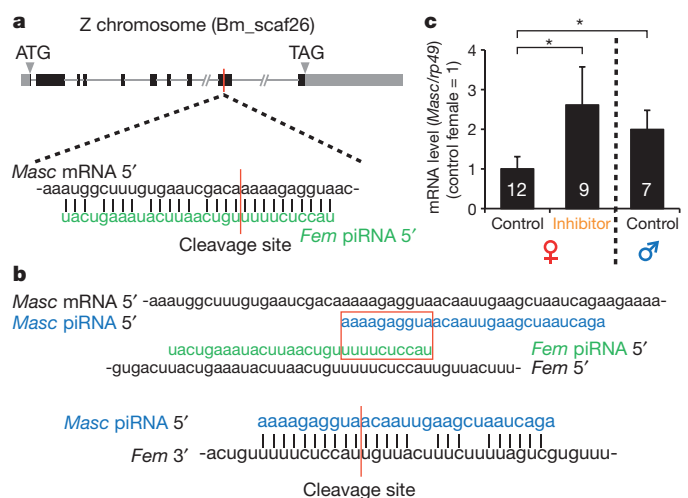 a
Z chromosome (Bm_scaf26)
ATG
TAG
Masc mRNA 5′
-aaauggcuuugugaaucgacaaaaagagguaac-
uacugaaauacuuaacuguuuuucuccau
Fem piRNA 5′
Cleavage site
b
Masc mRNA 5′ -aaauggcuuugugaaucgacaaaaagagguaacaauugaagcuaaucagaagaaaa-
Masc piRNA 5′ aaaagagguaacaauugaagcuaaucaga
uacugaaauacuuaacuguuuuucuccau Fem piRNA 5′
-gugacuuacugaaauacuuaacuguuuuucuccauuguuacuuu- Fem 5′
Masc piRNA 5′ aaaagagguaacaauugaagcuaaucaga
Fem 3′ -acuguuuuucuccauuguuacuuucuuuuagucguguuu-
Cleavage site
c
mRNA level (Masc/rp49)
(control female = 1)
5
4
3
2
1
0
*
*
12
9
7
Control
Inhibitor
Control
♀
♂